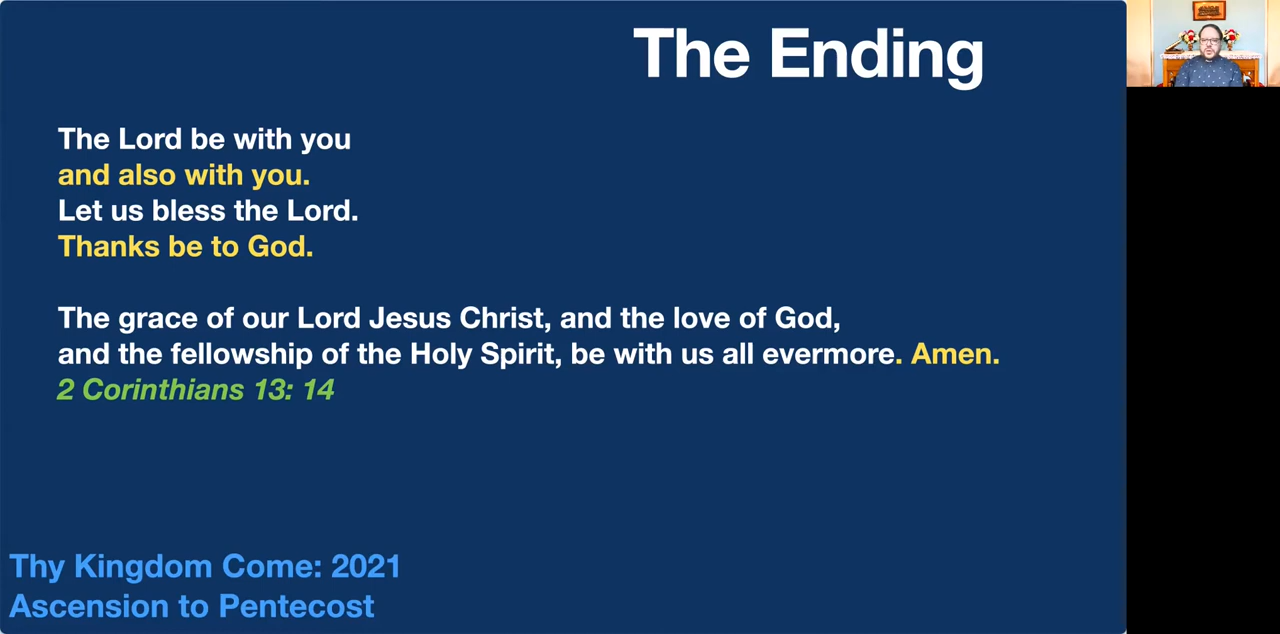 The Ending
The Lord be with you
and also with you.
Let us bless the Lord.
Thanks be to God.
The grace of our Lord Jesus Christ, and the love of God,
and the fellowship of the Holy Spirit, be with us all evermore. Amen.
2 Corinthians 13: 14
Thy Kingdom Come: 2021
Ascension to Pentecost